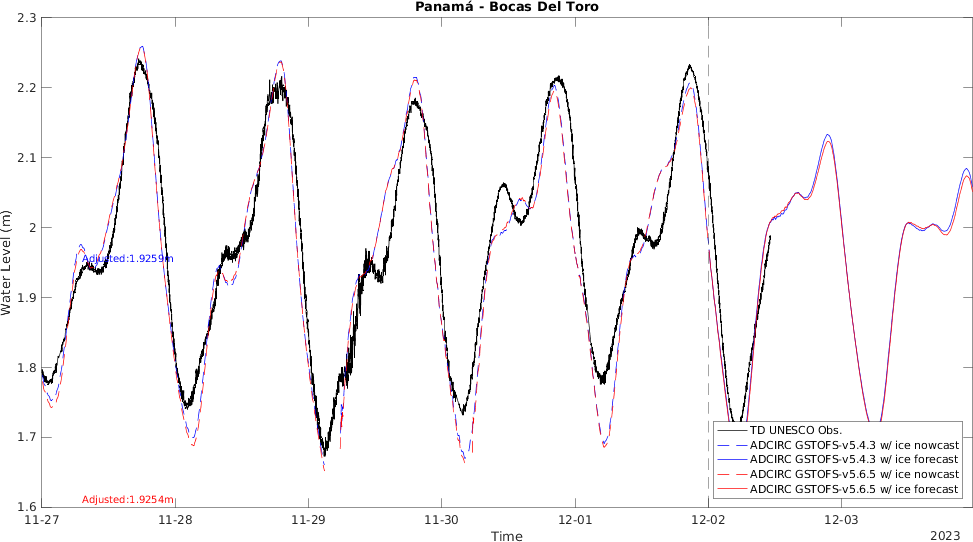 Panamá - Bocas Del Toro
2.3
2.2
2.1
2
1.9
1.8
1.7
1.6
Water Level (m)
Adjusted:1.9259m
Adjusted:1.9254m
TD UNESCO Obs.
ADCIRC GSTOFS-v5.4.3 w/ ice nowcast
ADCIRC GSTOFS-v5.4.3 w/ ice forecast
ADCIRC GSTOFS-v5.6.5 w/ ice nowcast
ADCIRC GSTOFS-v5.6.5 w/ ice forecast
11-27 11-28 11-29 11-30 12-01 12-02 12-03
Time
2023